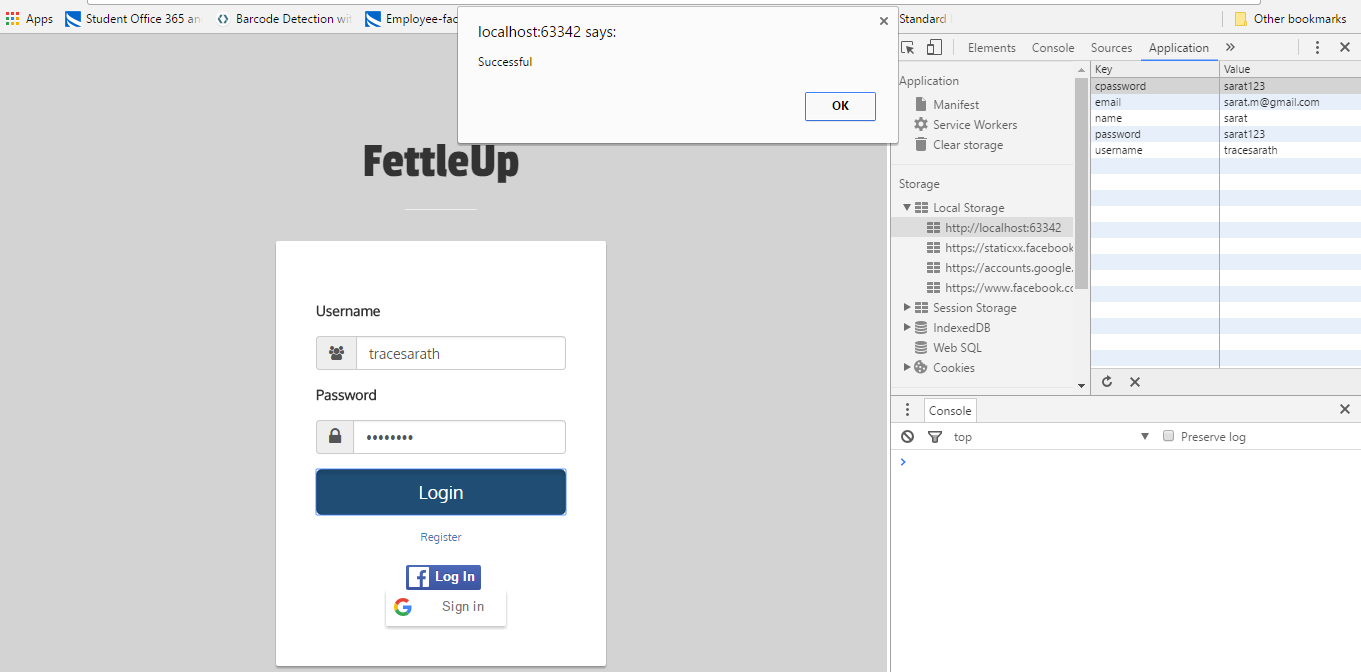 Apps Student Office 365 an Barcode Detection wit Employee-fac Standard Other bookmarks
localhost:63342 says:
Successful
OK
FettleUp
Username
tracesarath
Password
••••••••
Login
Register
Log In
Sign in
Elements Console Sources Application »
Application
Manifest
Service Workers
Clear storage
Storage
Local Storage
http://localhost:63342
https://staticxx.facebook
https://accounts.google.
https://www.facebook.co
Session Storage
IndexedDB
Web SQL
Cookies
Key Value
cpassword sarat123
email sarat.m@gmail.com
name sarat
password sarat123
username tracesarath
Console
top Preserve log